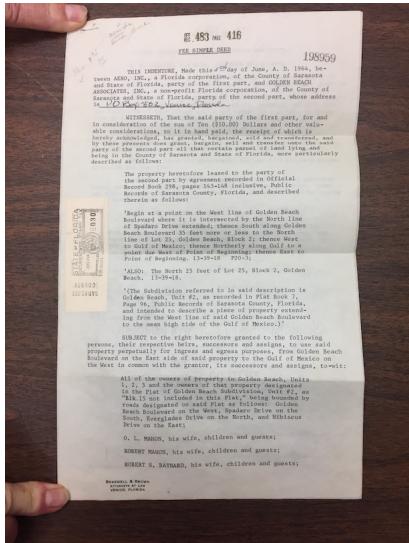 483 PAGE 416
FEE SIMPLE DEED
198959
THIS INDENTURE, Made this day of June, A. D. 1964, be-
tween AENO, INC., a Florida corporation, of the County of Sarasota
and State of Florida, party of the first part, and GOLDEN BEACH
ASSOCIATES, INC., a non-profit Florida corporation, of the County of
Sarasota and State of Florida, party of the second part, whose address
is P.O. Box 802, Venice, Florida
WITNESSETH, That the said party of the first part, for and
in consideration of the sum of Ten ($10.00) Dollars and other valu-
able considerations, to it in hand paid, the receipt of which is
hereby acknowledged, has granted, bargained, sold and transferred, and
by these presents does grant, bargain, sell and transfer unto the said
party of the second part all that certain parcel of land lying and
being in the County of Sarasota and State of Florida, more particularly
described as follows:
The property heretofore leased to the party of
the second part by agreement recorded in Official
Record Book 298, pages 143-148 inclusive, Public
Records of Sarasota County, Florida, and described
therein as follows:
'Begin at a point on the West line of Golden Beach
Boulevard where it is intersected by the North line
of Spadaro Drive extended; thence South along Golden
Beach Boulevard 35 feet more or less to the North
line of Lot 25, Golden Beach, Block 2; thence West
to Gulf of Mexico; thence Northerly along Gulf to a
point due West of Point of Beginning; thence East to
Point of Beginning. 13-39-18 P20-3;
'ALSO: The North 25 feet of Lot 25, Block 2, Golden
Beach. 13-39-18.
'(The Subdivision referred to in said description is
Golden Beach, Unit #2, as recorded in Plat Book 7,
Page 96, Public Records of Sarasota County, Florida,
and intended to describe a piece of property extend-
ing from the West line of said Golden Beach Boulevard
to the mean high side of the Gulf of Mexico.)'
SUBJECT to the right heretofore granted to the following
persons, their respective heirs, successors and assigns, to use said
property perpetually for ingress and egress purposes, from Golden Beach
Boulevard on the East side of said property to the Gulf of Mexico on
the West in common with the grantor, its successors and assigns, to-wit:
All of the owners of property in Golden Beach, Units
1, 2, 3 and the owners of that property designated
in the Plat of Golden Beach Subdivision, Unit #2, as
"Blk.15 not included in this Plat," being bounded by
roads designated on said Plat as follows: Golden
Beach Boulevard on the West, Spadaro Drive on the
South, Everglades Drive on the North, and Hibiscus
Drive on the East;
O. L. MAHON, his wife, children and guests;
ROBERT MAHON, his wife, children and guests;
ROBERT S. BAYNARD, his wife, children and guests;
STATE of FLORIDA
BRADWELL & BROWN
ATTORNEYS AT LAW
VENICE, FLORIDA